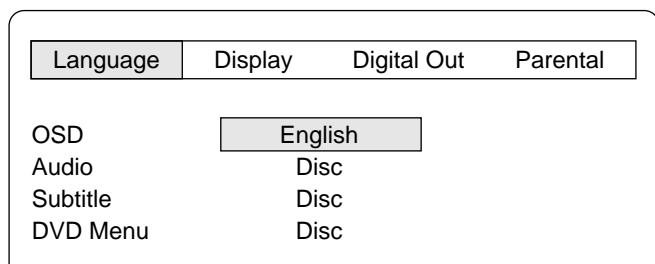 Language Display Digital Out Parental
OSD English
Audio Disc
Subtitle Disc
DVD Menu Disc